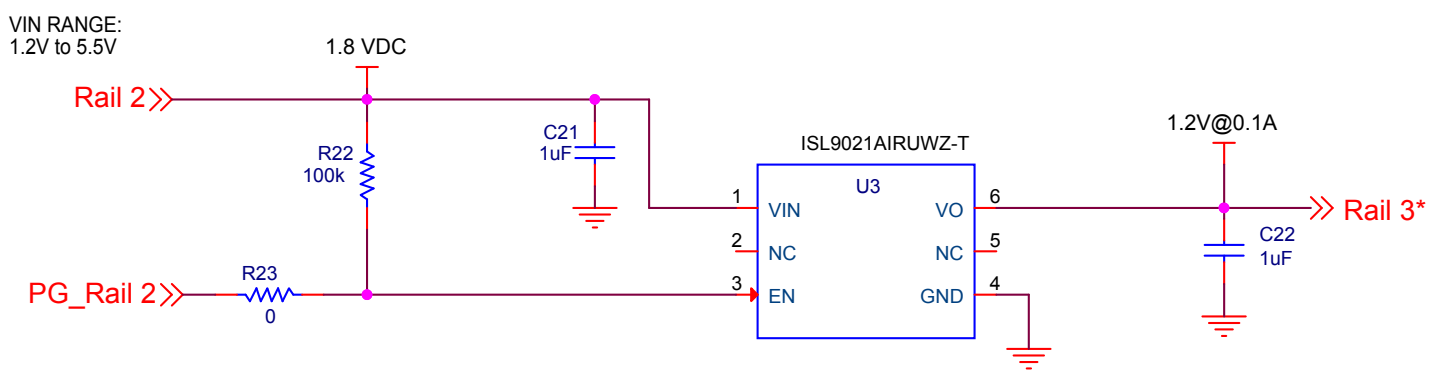 VIN RANGE:
1.2V to 5.5V
1.8 VDC
Rail 2
C21
1uF
R22
100k
ISL9021AIRUWZ-T
U3
1.2V@0.1A
1
VIN
VO
6
Rail 3*
2
NC
NC
5
C22
1uF
PG_Rail 2
R23
0
3
EN
GND
4